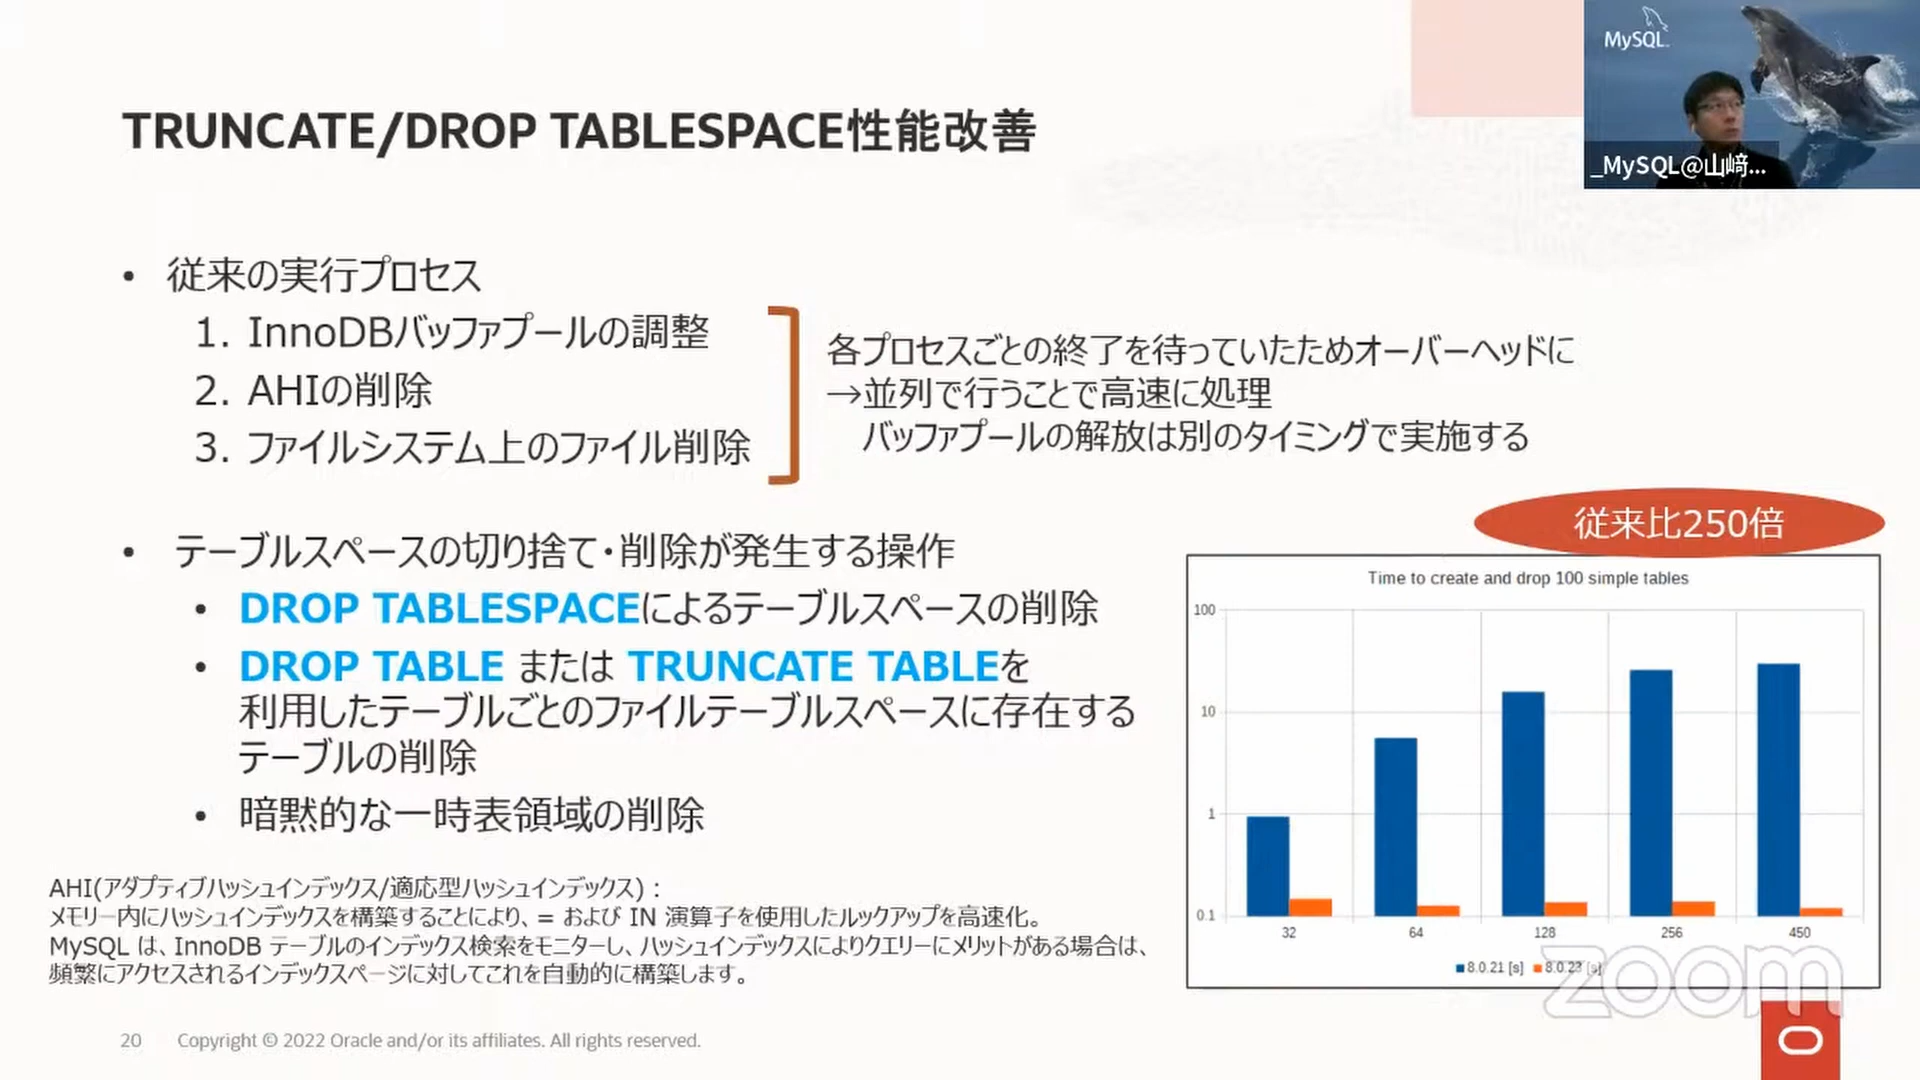 MySQL
_MySQL@山﨑...
TRUNCATE/DROP TABLESPACE性能改善
• 従来の実行プロセス
1. InnoDBバッファプールの調整
2. AHIの削除
3. ファイルシステム上のファイル削除
各プロセスごとの終了を待っていたためオーバーヘッドに
→並列で行うことで高速に処理
バッファプールの解放は別のタイミングで実施する
• テーブルスペースの切り捨て・削除が発生する操作
• DROP TABLESPACEによるテーブルスペースの削除
• DROP TABLE または TRUNCATE TABLEを
利用したテーブルごとのファイルテーブルスペースに存在する
テーブルの削除
• 暗黙的な一時表領域の削除
従来比250倍
Time to create and drop 100 simple tables
100
10
1
0.1
32 64 128 256 450
8.0.21 [s] 8.0.23 [s]
AHI(アダプティブハッシュインデックス/適応型ハッシュインデックス)：
メモリー内にハッシュインデックスを構築することにより、= および IN 演算子を使用したルックアップを高速化。
MySQL は、InnoDB テーブルのインデックス検索をモニターし、ハッシュインデックスによりクエリーにメリットがある場合は、
頻繁にアクセスされるインデックスページに対してこれを自動的に構築します。
zoom
20 Copyright © 2022 Oracle and/or its affiliates. All rights reserved.